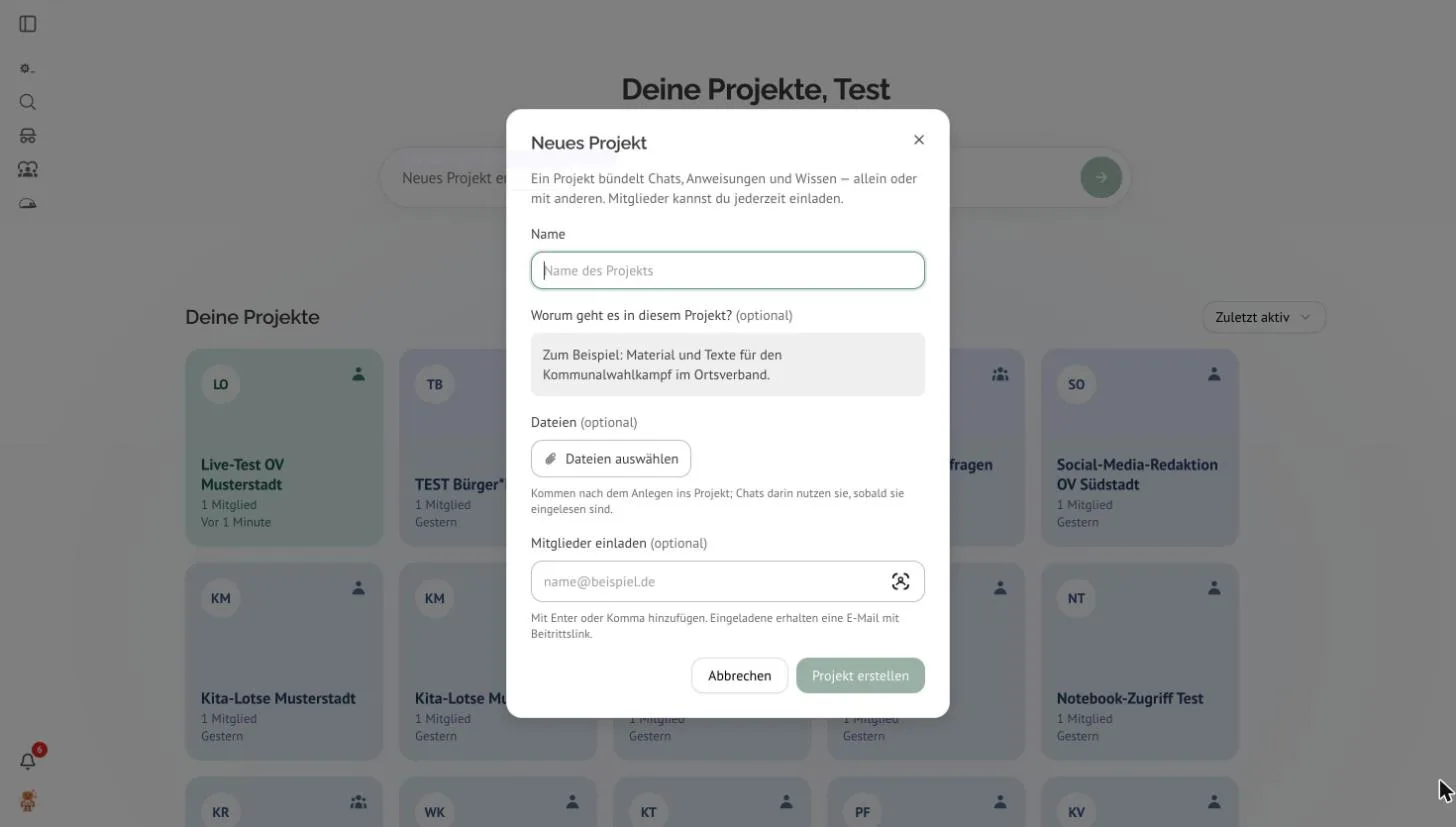 Deine Projekte, Test
Neues Projekt
Ein Projekt bündelt Chats, Anweisungen und Wissen — allein oder
mit anderen. Mitglieder kannst du jederzeit einladen.
Name
Name des Projekts
Worum geht es in diesem Projekt? (optional)
Zum Beispiel: Material und Texte für den
Kommunalwahlkampf im Ortsverband.
Dateien (optional)
Dateien auswählen
Kommen nach dem Anlegen ins Projekt; Chats darin nutzen sie, sobald sie
eingelesen sind.
Mitglieder einladen (optional)
name@beispiel.de
Mit Enter oder Komma hinzufügen. Eingeladene erhalten eine E-Mail mit
Beitrittslink.
Abbrechen
Projekt erstellen
Neues Projekt
Deine Projekte
Zuletzt aktiv
LO
Live-Test OV
Musterstadt
1 Mitglied
Vor 1 Minute
TB
TEST Bürger*
1 Mitglied
Gestern
fragen
SO
Social-Media-Redaktion
OV Südstadt
1 Mitglied
Gestern
KM
Kita-Lotse Musterstadt
1 Mitglied
Gestern
KM
Kita-Lotse
1 Mitglied
Gestern
1 Mitglied
Gestern
1 Mitglied
Gestern
NT
Notebook-Zugriff Test
1 Mitglied
Gestern
6
KR
WK
KT
PF
KV